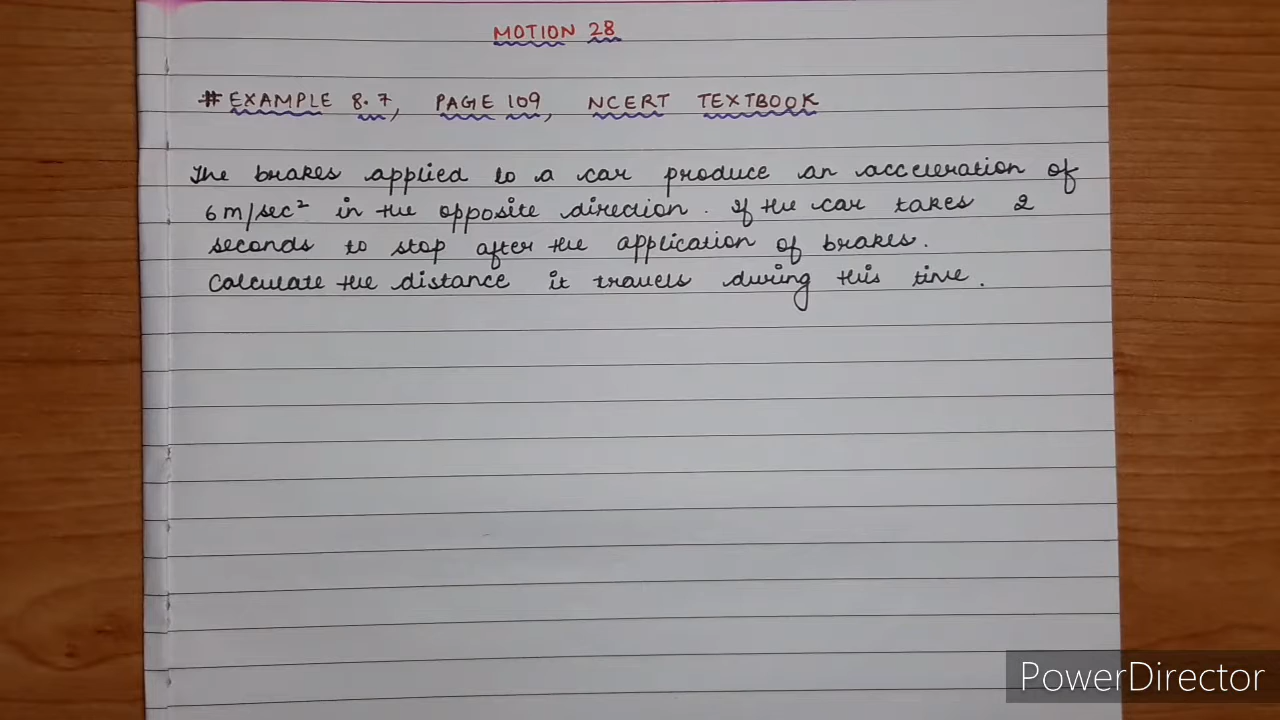 MOTION 28
# EXAMPLE 8.7, PAGE 109, NCERT TEXTBOOK
The brakes applied to a car produce an acceleration of
6 m/sec² in the opposite direction. If the car takes 2
seconds to stop after the application of brakes.
Calculate the distance it travels during this time.
PowerDirector